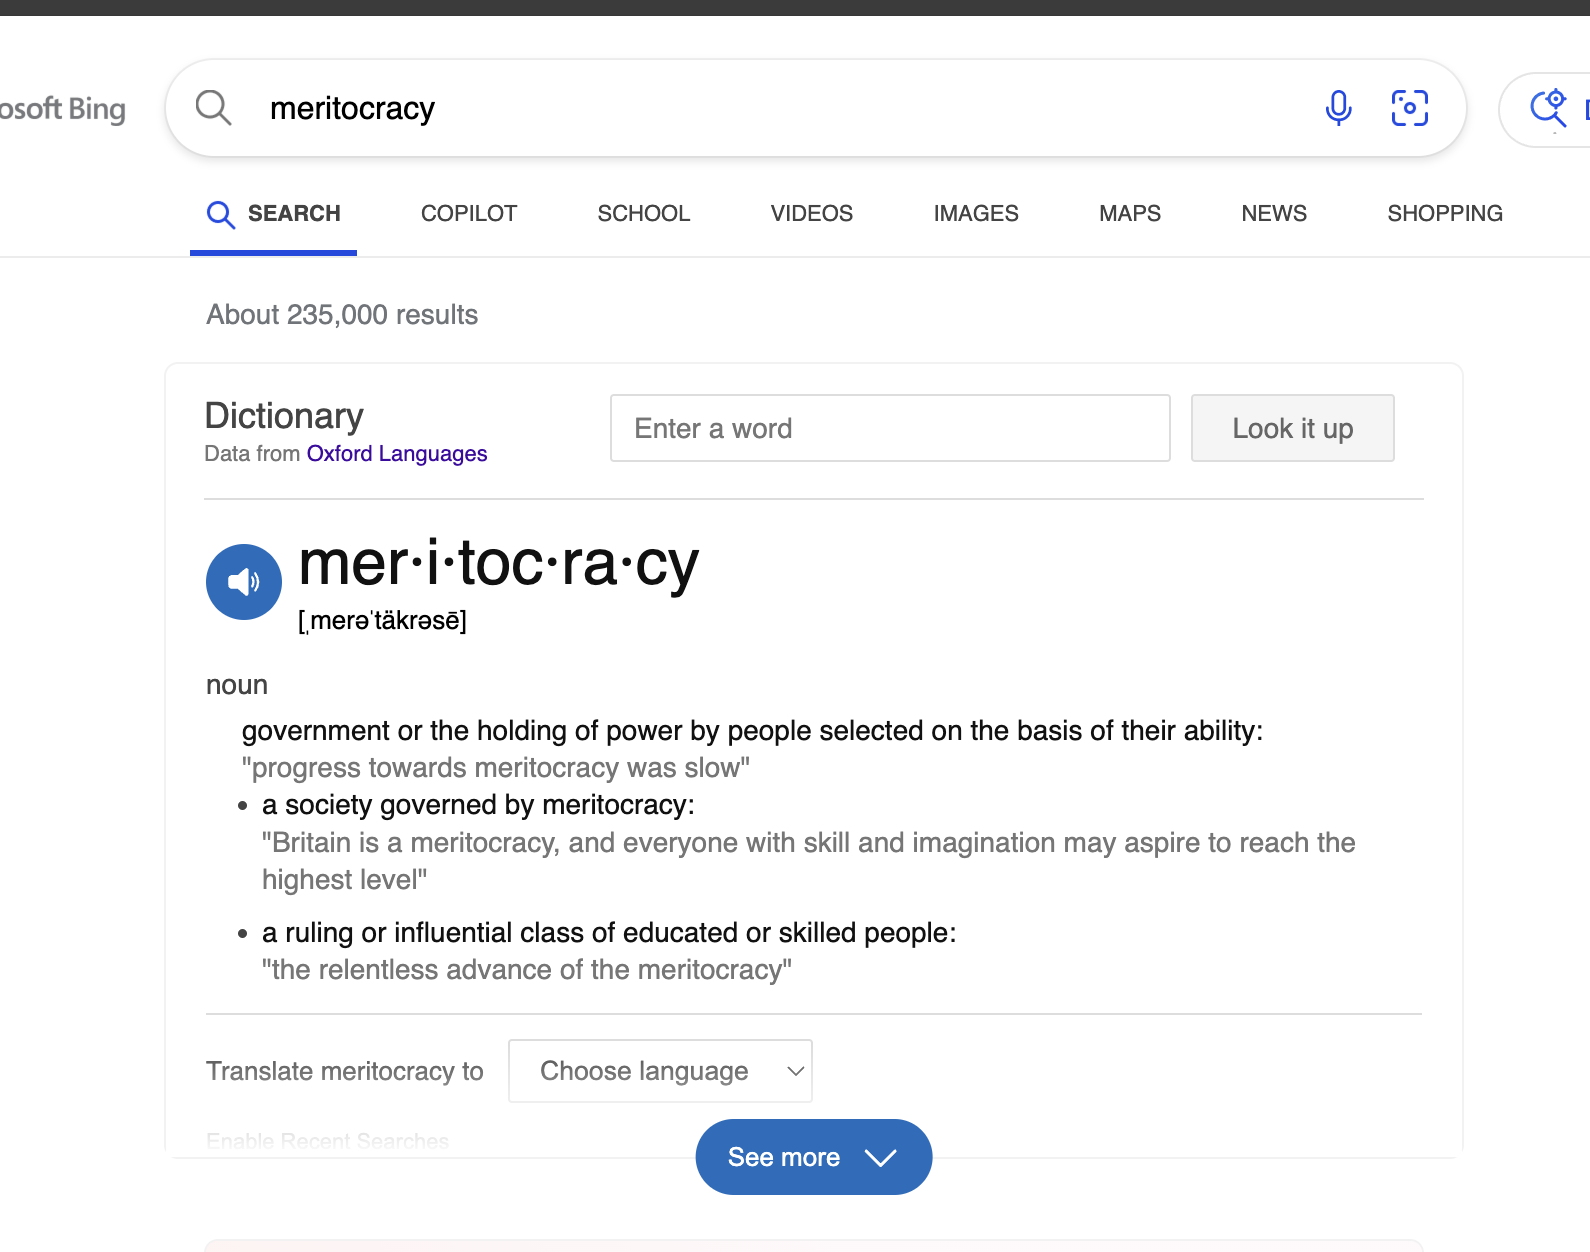 osoft Bing
meritocracy
SEARCH COPILOT SCHOOL VIDEOS IMAGES MAPS NEWS SHOPPING
About 235,000 results
Dictionary
Enter a word
Look it up
Data from Oxford Languages
mer·i·toc·ra·cy
[ˌmerəˈtäkrəsē]
noun
government or the holding of power by people selected on the basis of their ability:
"progress towards meritocracy was slow"
• a society governed by meritocracy:
"Britain is a meritocracy, and everyone with skill and imagination may aspire to reach the
highest level"
• a ruling or influential class of educated or skilled people:
"the relentless advance of the meritocracy"
Translate meritocracy to Choose language
Enable Recent Searches
See more